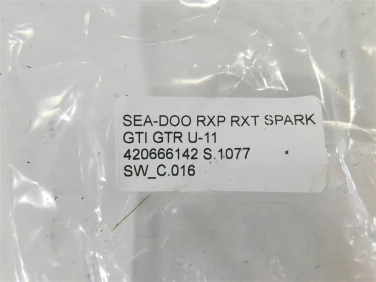 SEA-DOO RXP RXT SPARK
GTI GTR U-11
420666142 S.1077
SW_C.016